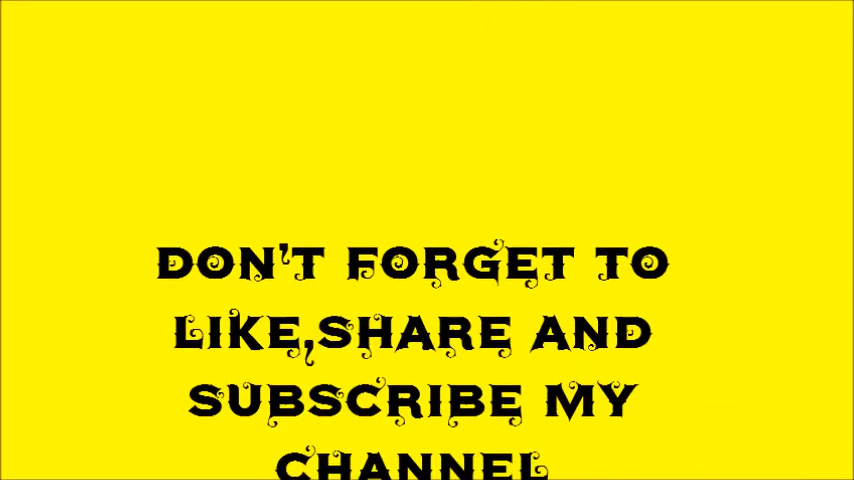 DON'T FORGET TO
LIKE,SHARE AND
SUBSCRIBE MY
CHANNEL